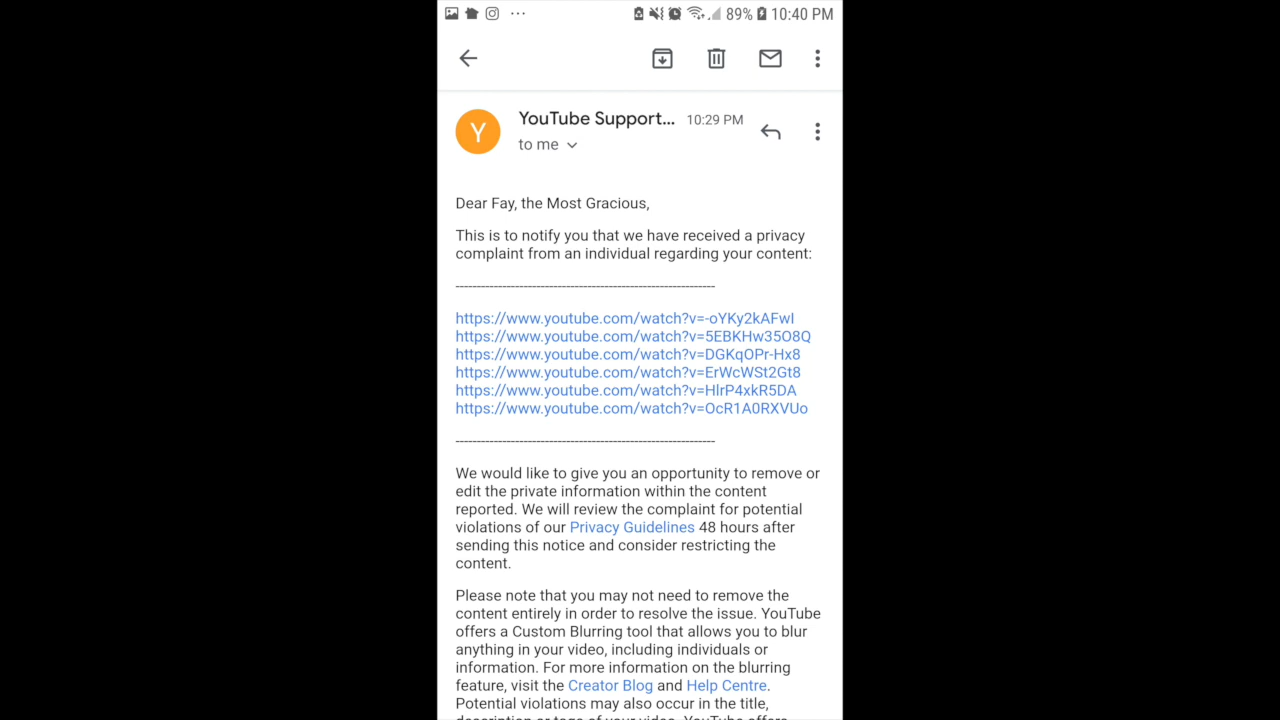 89% 10:40 PM
YouTube Support... 10:29 PM
Y
to me
Dear Fay, the Most Gracious,
This is to notify you that we have received a privacy
complaint from an individual regarding your content:
-------------------------------------------------------------
https://www.youtube.com/watch?v=-oYKy2kAFwI
https://www.youtube.com/watch?v=5EBKHw35O8Q
https://www.youtube.com/watch?v=DGKqOPr-Hx8
https://www.youtube.com/watch?v=ErWcWSt2Gt8
https://www.youtube.com/watch?v=HlrP4xkR5DA
https://www.youtube.com/watch?v=OcR1A0RXVUo
-------------------------------------------------------------
We would like to give you an opportunity to remove or
edit the private information within the content
reported. We will review the complaint for potential
violations of our Privacy Guidelines 48 hours after
sending this notice and consider restricting the
content.
Please note that you may not need to remove the
content entirely in order to resolve the issue. YouTube
offers a Custom Blurring tool that allows you to blur
anything in your video, including individuals or
information. For more information on the blurring
feature, visit the Creator Blog and Help Centre.
Potential violations may also occur in the title,
description or tags of your video. YouTube offers